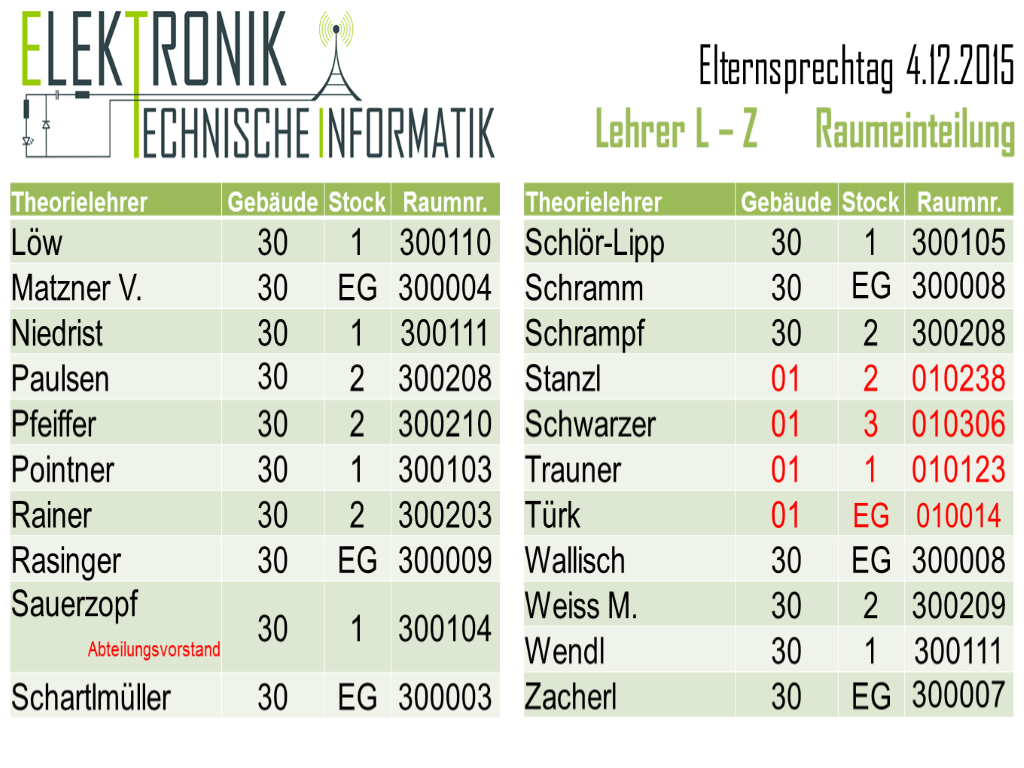 ELEKTRONIK
TECHNISCHE INFORMATIK
Elternsprechtag 4.12.2015
Lehrer L – Z Raumeinteilung
Theorielehrer Gebäude Stock Raumnr.
Löw 30 1 300110
Matzner V. 30 EG 300004
Niedrist 30 1 300111
Paulsen 30 2 300208
Pfeiffer 30 2 300210
Pointner 30 1 300103
Rainer 30 2 300203
Rasinger 30 EG 300009
Sauerzopf
Abteilungsvorstand 30 1 300104
Schartlmüller 30 EG 300003
Theorielehrer Gebäude Stock Raumnr.
Schlör-Lipp 30 1 300105
Schramm 30 EG 300008
Schrampf 30 2 300208
Stanzl 01 2 010238
Schwarzer 01 3 010306
Trauner 01 1 010123
Türk 01 EG 010014
Wallisch 30 EG 300008
Weiss M. 30 2 300209
Wendl 30 1 300111
Zacherl 30 EG 300007